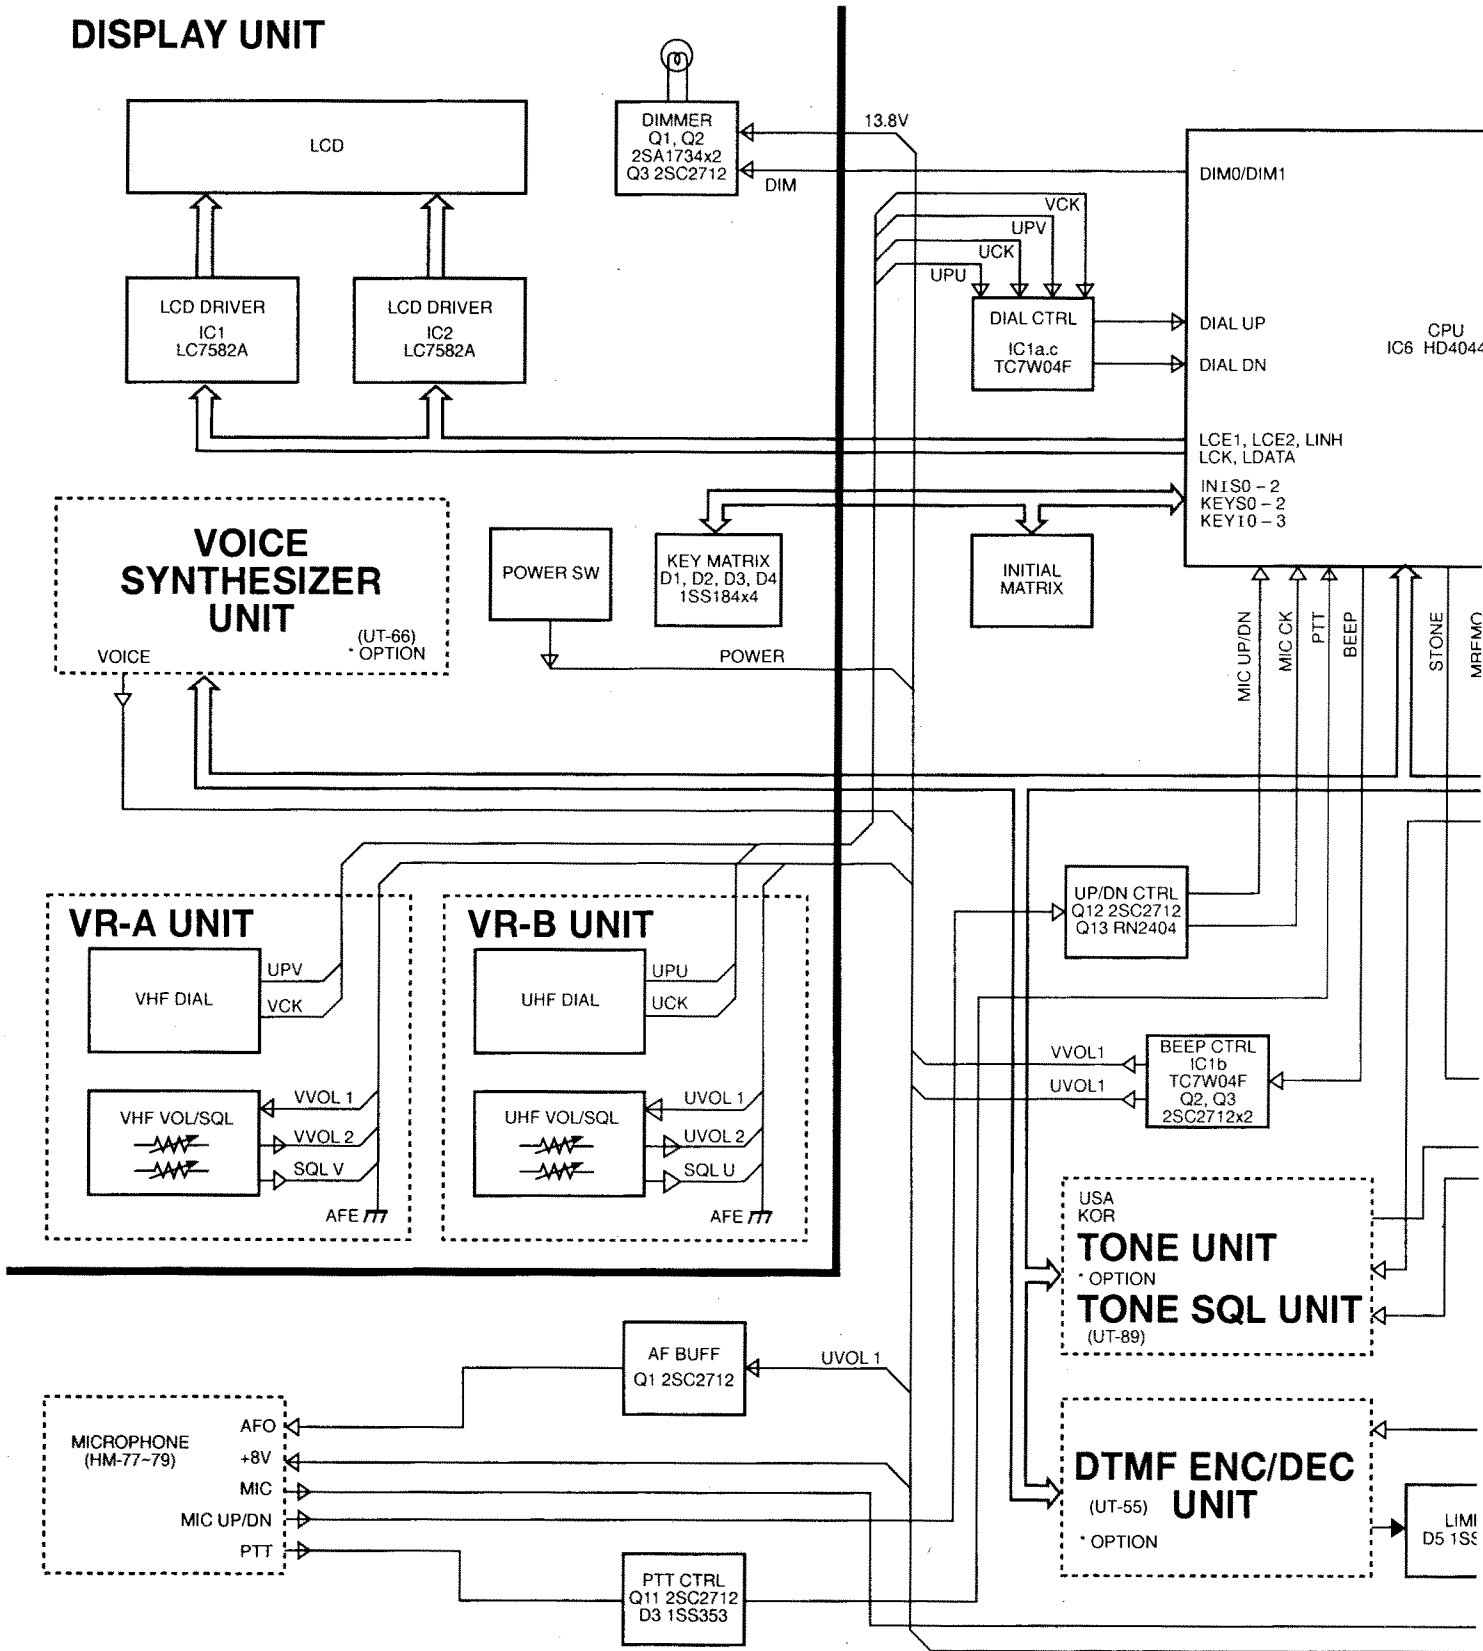 DISPLAY UNIT
LCD
DIMMER
Q1, Q2
2SA1734x2
Q3 2SC2712
13.8V
DIM
DIM0/DIM1
VCK
UPV
UCK
UPU
LCD DRIVER
IC1
LC7582A
LCD DRIVER
IC2
LC7582A
DIAL CTRL
IC1a.c
TC7W04F
DIAL UP
DIAL DN
CPU
IC6 HD4044
LCE1, LCE2, LINH
LCK, LDATA
INIS0 - 2
KEYS0 - 2
KEYI0 - 3
VOICE
SYNTHESIZER
UNIT
(UT-66)
* OPTION
VOICE
POWER SW
KEY MATRIX
D1, D2, D3, D4
1SS184x4
INITIAL
MATRIX
POWER
MIC UP/DN
MIC CK
PTT
BEEP
STONE
VR-A UNIT
VHF DIAL
UPV
VCK
VHF VOL/SQL
VVOL 1
VVOL 2
SQL V
AFE
VR-B UNIT
UHF DIAL
UPU
UCK
UHF VOL/SQL
UVOL 1
UVOL 2
SQL U
AFE
UP/DN CTRL
Q12 2SC2712
Q13 RN2404
VVOL1
UVOL1
BEEP CTRL
IC1b
TC7W04F
Q2, Q3
2SC2712x2
USA
KOR
TONE UNIT
* OPTION
TONE SQL UNIT
(UT-89)
AF BUFF
Q1 2SC2712
UVOL 1
MICROPHONE
(HM-77~79)
AFO
+8V
MIC
MIC UP/DN
PTT
PTT CTRL
Q11 2SC2712
D3 1SS353
DTMF ENC/DEC
UNIT
(UT-55)
* OPTION
LIMI
D5 1SS